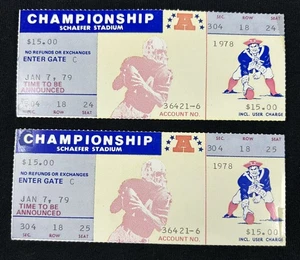 CHAMPIONSHIP
SCHAEFER STADIUM
$15.00
NO REFUNDS OR EXCHANGES
ENTER GATE C
JAN 7, 79
TIME TO BE
ANNOUNCED
304 18 24
A
36421-6
ACCOUNT NO.
SEC. ROW SEAT
304 18 24
1978
$15.00
INCL. USER CHARGE
CHAMPIONSHIP
SCHAEFER STADIUM
$15.00
NO REFUNDS OR EXCHANGES
ENTER GATE C
JAN 7, 79
TIME TO BE
ANNOUNCED
304 18 25
A
36421-6
ACCOUNT NO.
SEC. ROW SEAT
304 18 25
1978
$15.00
INCL. USER CHARGE